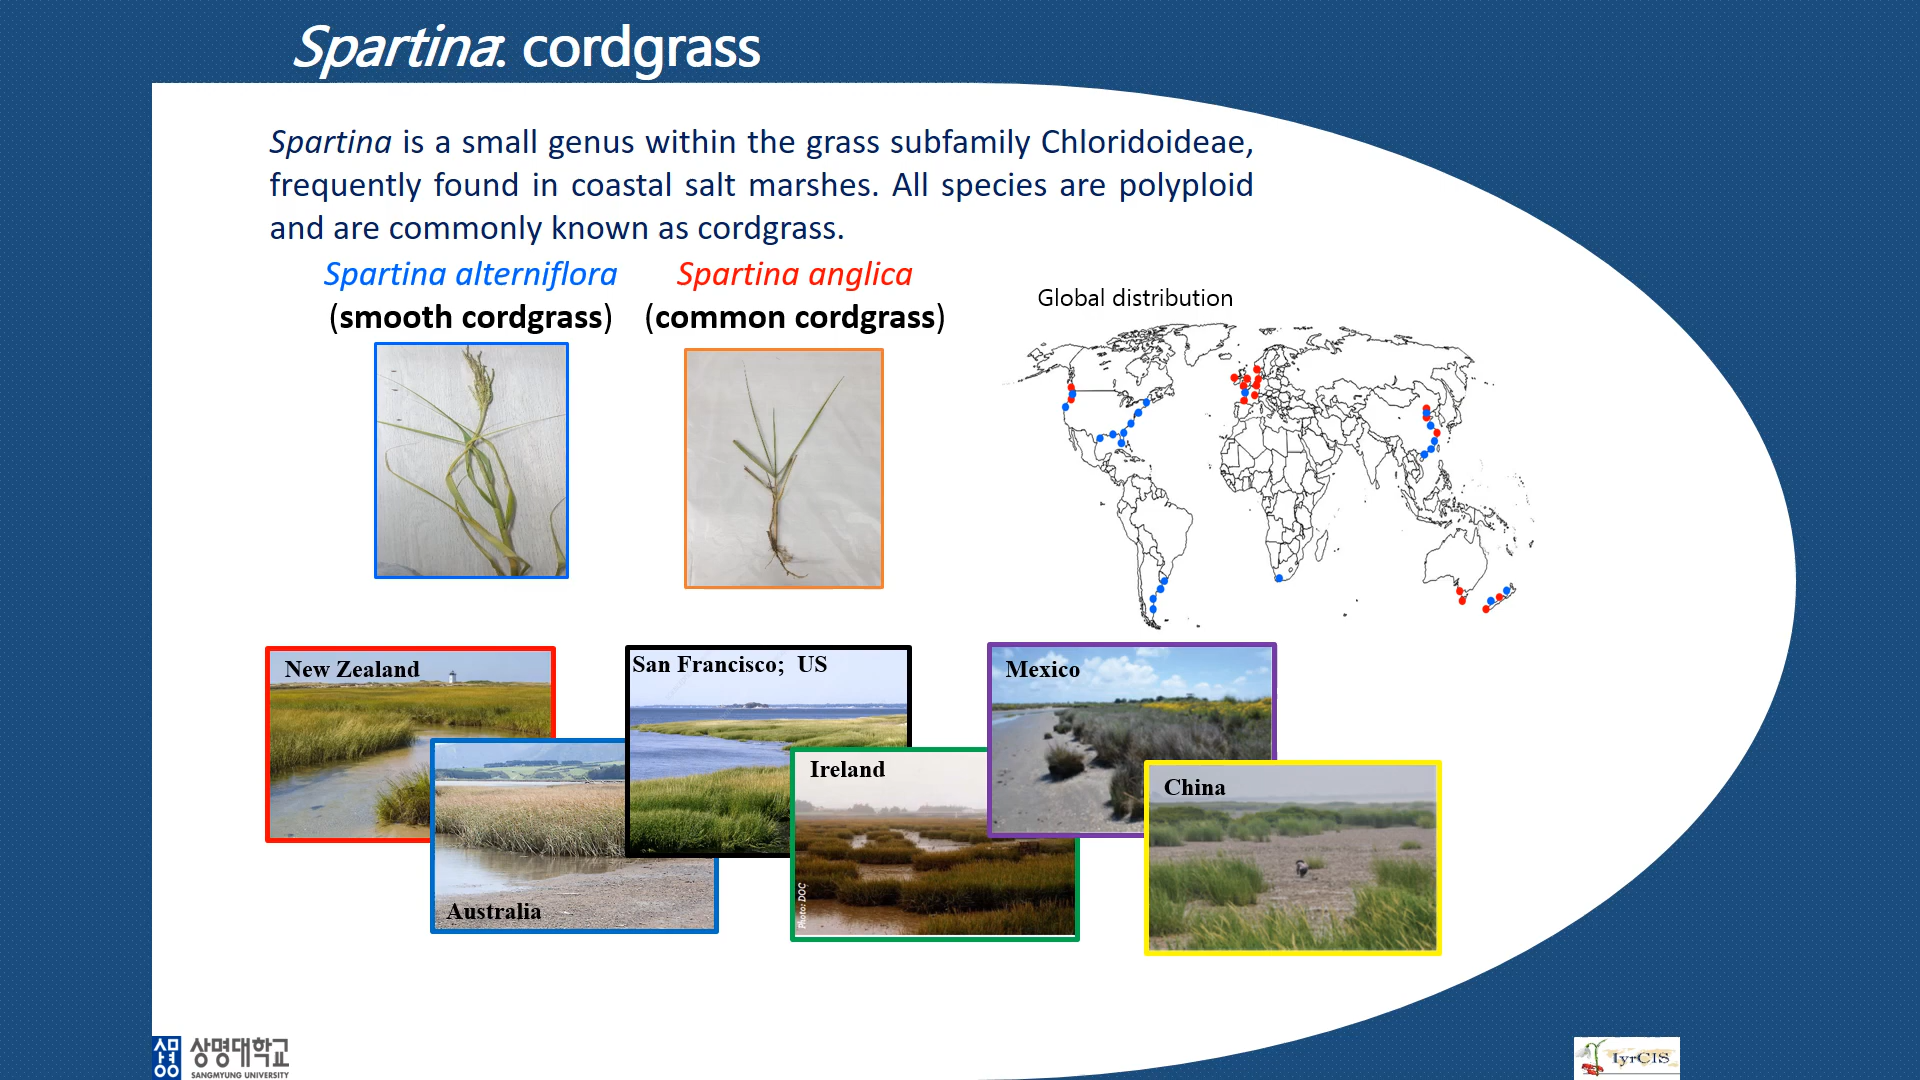 Spartina: cordgrass
Spartina is a small genus within the grass subfamily Chloridoideae,
frequently found in coastal salt marshes. All species are polyploid
and are commonly known as cordgrass.
Spartina alterniflora
(smooth cordgrass)
Spartina anglica
(common cordgrass)
Global distribution
New Zealand
San Francisco; US
Mexico
Australia
Ireland
Photo: DOC
China
상명
상명대학교
SANGMYUNG UNIVERSITY
IyrCIS